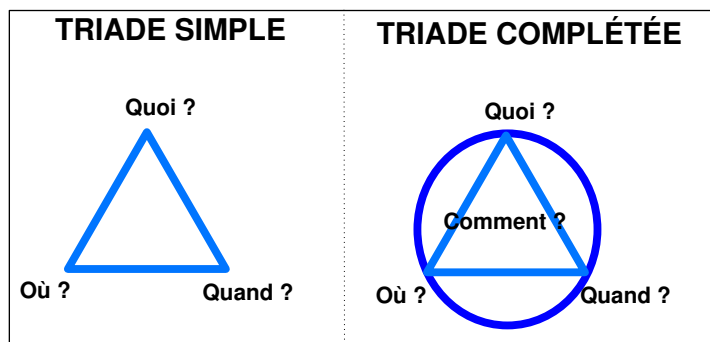 TRIADE SIMPLE
Quoi ?
Où ?
Quand ?
TRIADE COMPLÉTÉE
Quoi ?
Comment ?
Où ?
Quand ?